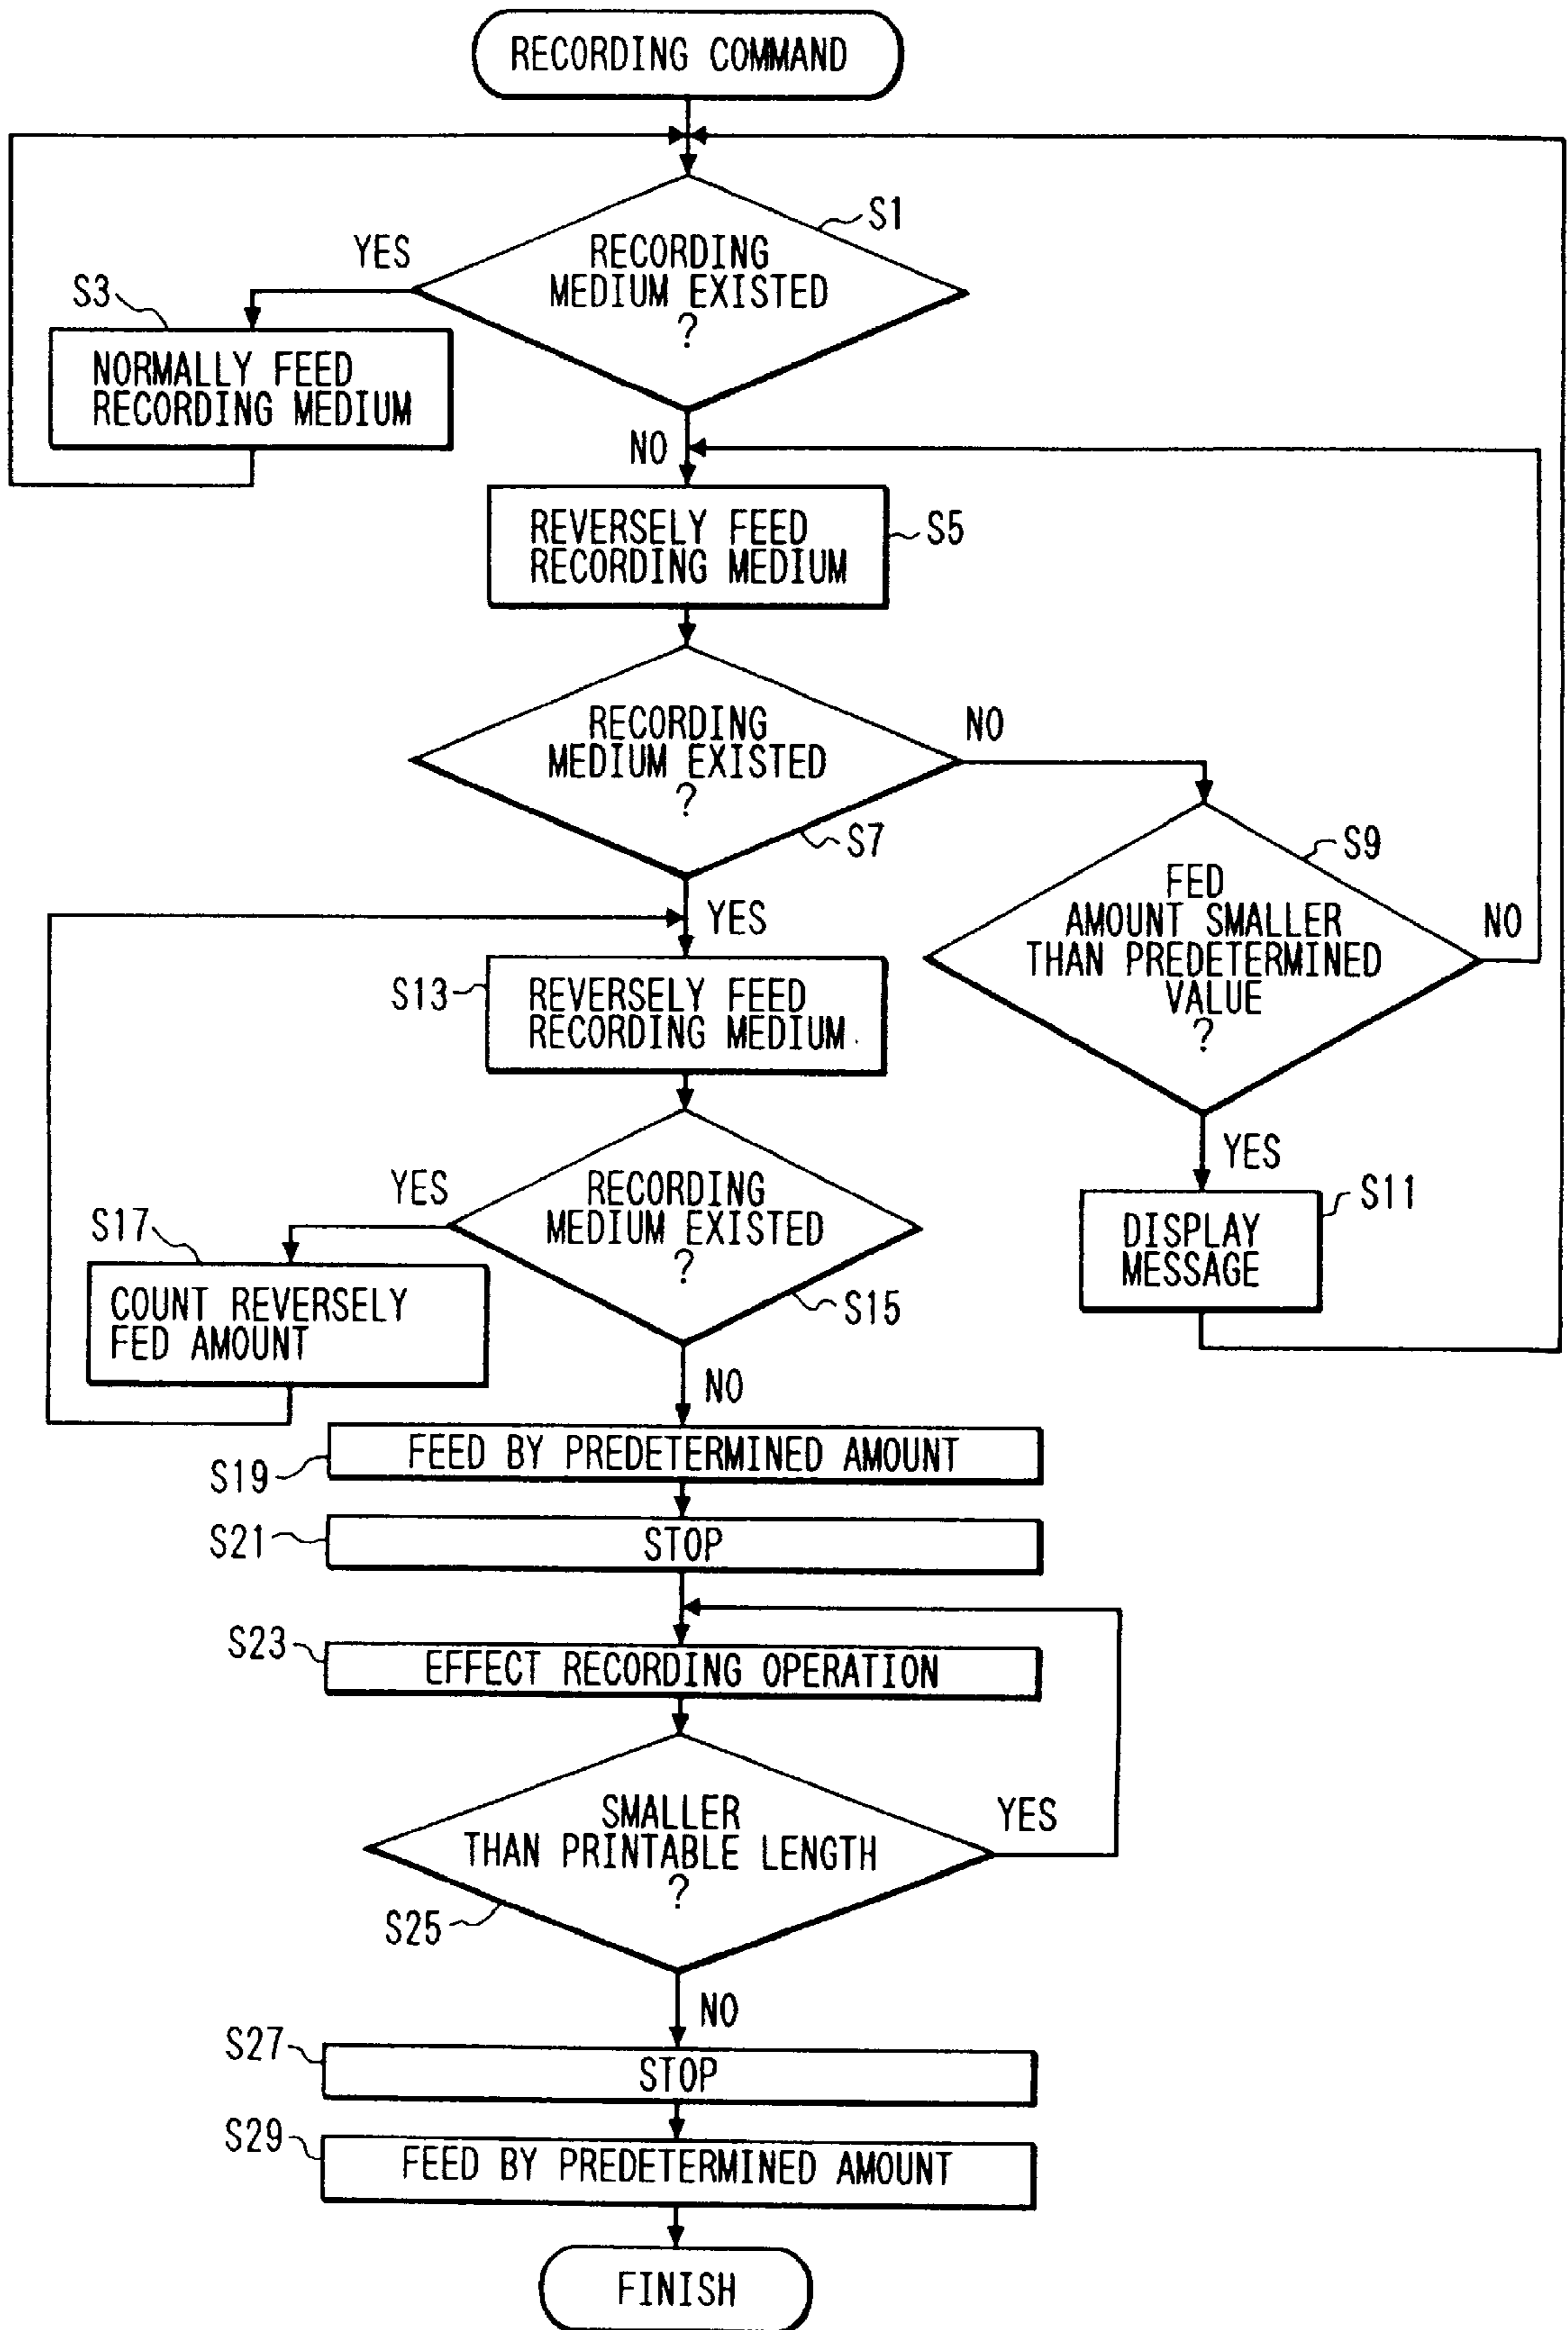 RECORDING COMMAND
S1
YES
RECORDING
MEDIUM EXISTED
?
S3
NORMALLY FEED
RECORDING MEDIUM
NO
REVERSELY FEED
RECORDING MEDIUM
S5
RECORDING
MEDIUM EXISTED
?
NO
S7
S9
FED
AMOUNT SMALLER
THAN PREDETERMINED
VALUE
?
NO
YES
S13
REVERSELY FEED
RECORDING MEDIUM
YES
S11
DISPLAY
MESSAGE
YES
RECORDING
MEDIUM EXISTED
?
S15
S17
COUNT REVERSELY
FED AMOUNT
NO
FEED BY PREDETERMINED AMOUNT
S19
S21
STOP
S23
EFFECT RECORDING OPERATION
SMALLER
THAN PRINTABLE LENGTH
?
YES
S25
NO
S27
STOP
S29
FEED BY PREDETERMINED AMOUNT
FINISH